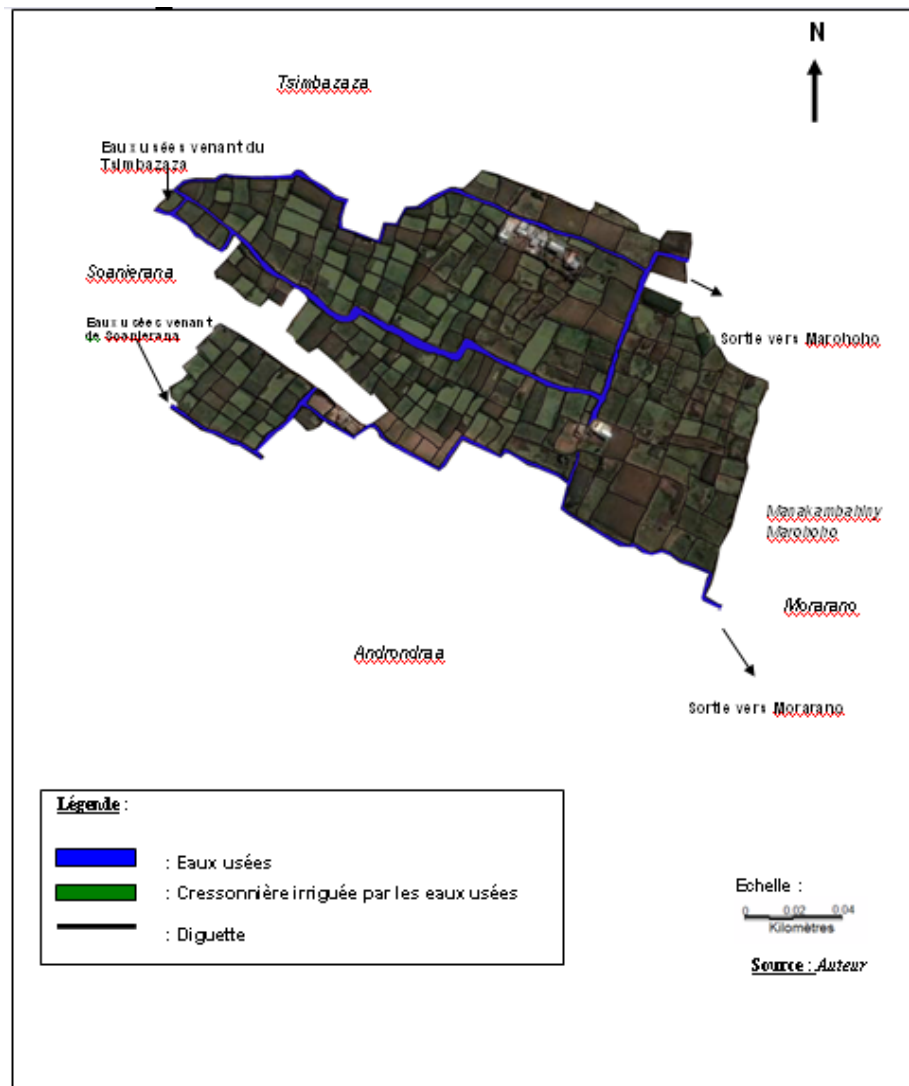 N
Tsimbazaza
Eaux usées venant du
Tsimbazaza
Soanierana
Eaux usées venant
de Soanierana
Sortie vers Marohoho
Manakambahiny
Marohoho
Morarano
Androndraa
Sortie vers Morarano
Légende :
: Eaux usées
: Cressonnière irriguée par les eaux usées
: Diguette
Echelle :
0 0.02 0.04
Kilomètres
Source : Auteur